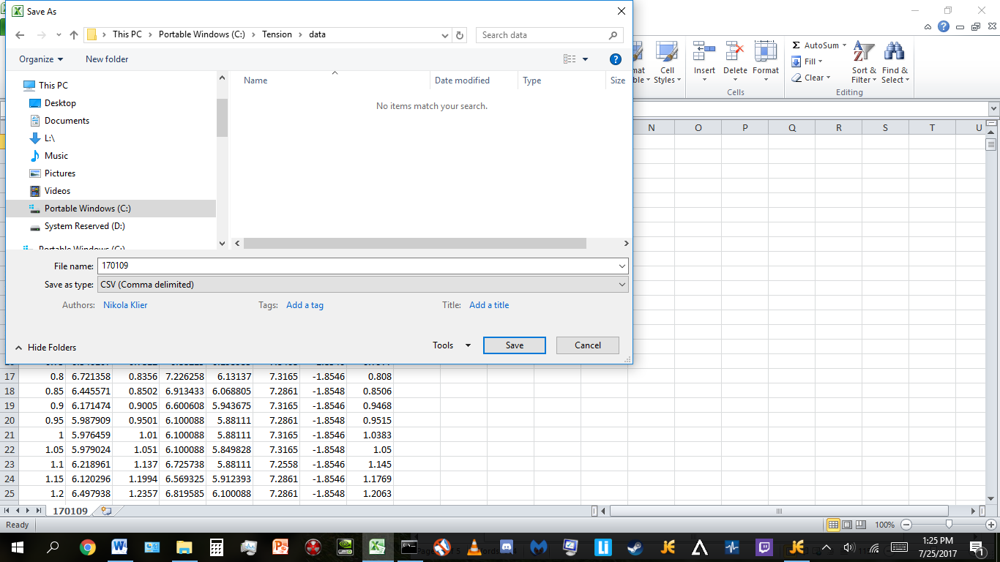 Save As
This PC > Portable Windows (C:) > Tension > data
Search data
Organize
New folder
Name
Date modified
Type
Size
This PC
Desktop
Documents
L:\
Music
Pictures
Videos
Portable Windows (C:)
System Reserved (D:)
Portable Windows (C:)
No items match your search.
File name: 170109
Save as type: CSV (Comma delimited)
Authors: Nikola Klier
Tags: Add a tag
Title: Add a title
Hide Folders
Tools
Save
Cancel
Cell Styles
Insert
Delete
Format
Cells
AutoSum
Fill
Clear
Sort & Filter
Find & Select
Editing
N O P Q R S T U
17 0.8 6.721358 0.8356 7.226258 6.13137 7.3165 -1.8546 0.808
18 0.85 6.445571 0.8502 6.913433 6.068805 7.2861 -1.8548 0.8506
19 0.9 6.171474 0.9005 6.600608 5.943675 7.3165 -1.8546 0.9468
20 0.95 5.987909 0.9501 6.100088 5.88111 7.2861 -1.8548 0.9515
21 1 5.976459 1.01 6.100088 5.88111 7.3165 -1.8546 1.0383
22 1.05 5.979024 1.051 6.100088 5.849828 7.3165 -1.8548 1.05
23 1.1 6.218961 1.137 6.725738 5.88111 7.2558 -1.8546 1.145
24 1.15 6.120296 1.1994 6.569325 5.912393 7.2861 -1.8546 1.1769
25 1.2 6.497938 1.2357 6.819585 6.100088 7.2861 -1.8548 1.2063
170109
Ready
100%
1:25 PM
7/25/2017